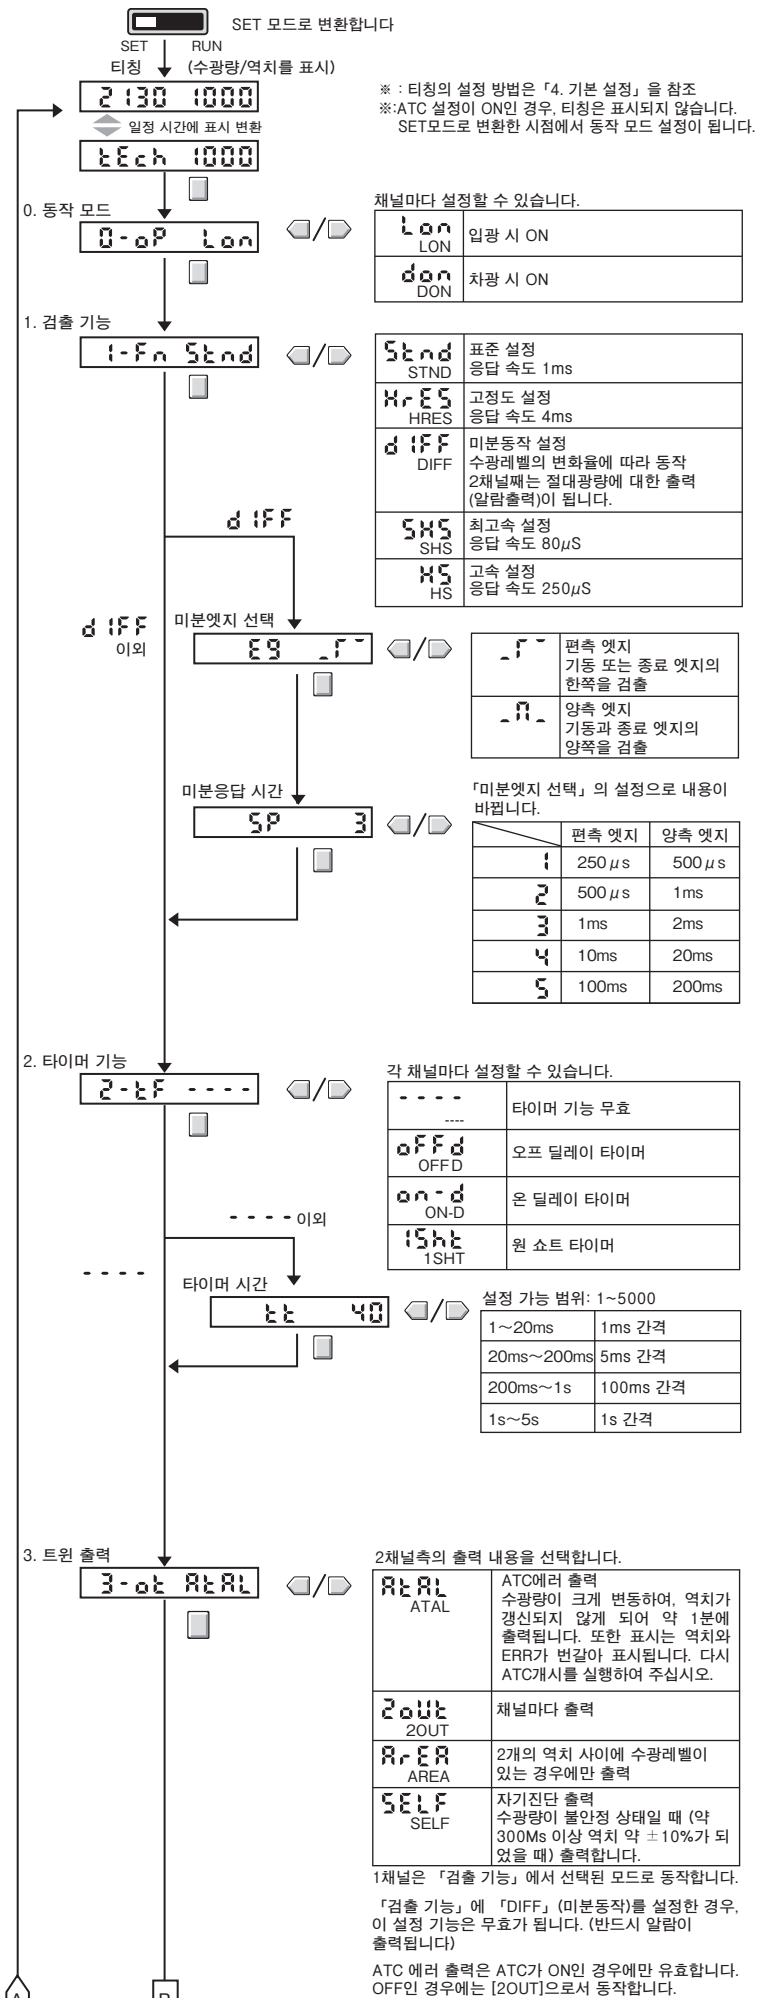 SET 모드로 변환합니다
SET RUN
티칭 (수광량/역치를 표시)
2130 1000
일정 시간에 표시 변환
tEch 1000
※ : 티칭의 설정 방법은「4. 기본 설정」을 참조
※:ATC 설정이 ON인 경우, 티칭은 표시되지 않습니다.
SET모드로 변환한 시점에서 동작 모드 설정이 됩니다.
0. 동작 모드
0-oP Lon
/
채널마다 설정할 수 있습니다.
Lon
LON
입광 시 ON
don
DON
차광 시 ON
1. 검출 기능
1-Fn Stnd
/
Stnd
STND
표준 설정
응답 속도 1ms
HrES
HRES
고정도 설정
응답 속도 4ms
dIFF
DIFF
미분동작 설정
수광레벨의 변화율에 따라 동작
2채널째는 절대광량에 대한 출력
(알람출력)이 됩니다.
SHS
SHS
최고속 설정
응답 속도 80μS
HS
HS
고속 설정
응답 속도 250μS
dIFF
dIFF
이외
미분엣지 선택
E9
/
편측 엣지
기동 또는 종료 엣지의
한쪽을 검출
양측 엣지
기동과 종료 엣지의
양쪽을 검출
미분응답 시간
SP 3
/
「미분엣지 선택」의 설정으로 내용이
바뀝니다.
편측 엣지 양측 엣지
1 250μs 500μs
2 500μs 1ms
3 1ms 2ms
4 10ms 20ms
5 100ms 200ms
2. 타이머 기능
2-tF ----
/
각 채널마다 설정할 수 있습니다.
----
----
타이머 기능 무효
oFFd
OFFD
오프 딜레이 타이머
on-d
ON-D
온 딜레이 타이머
1Sht
1SHT
원 쇼트 타이머
----이외
----
타이머 시간
tt 40
/
설정 가능 범위: 1~5000
1～20ms 1ms 간격
20ms～200ms 5ms 간격
200ms～1s 100ms 간격
1s～5s 1s 간격
3. 트윈 출력
3-ot AtAL
/
2채널측의 출력 내용을 선택합니다.
AtAL
ATAL
ATC에러 출력
수광량이 크게 변동하여, 역치가
갱신되지 않게 되어 약 1분에
출력됩니다. 또한 표시는 역치와
ERR가 번갈아 표시됩니다. 다시
ATC개시를 실행하여 주십시오.
2oUt
2OUT
채널마다 출력
ArEA
AREA
2개의 역치 사이에 수광레벨이
있는 경우에만 출력
SELF
SELF
자기진단 출력
수광량이 불안정 상태일 때 (약
300Ms 이상 역치 약 ±10%가 되
었을 때) 출력합니다.
1채널은 「검출 기능」에서 선택된 모드로 동작합니다.
「검출 기능」에 「DIFF」(미분동작)를 설정한 경우,
이 설정 기능은 무효가 됩니다. (반드시 알람이
출력됩니다)
ATC 에러 출력은 ATC가 ON인 경우에만 유효합니다.
OFF인 경우에는 [2OUT]으로서 동작합니다.